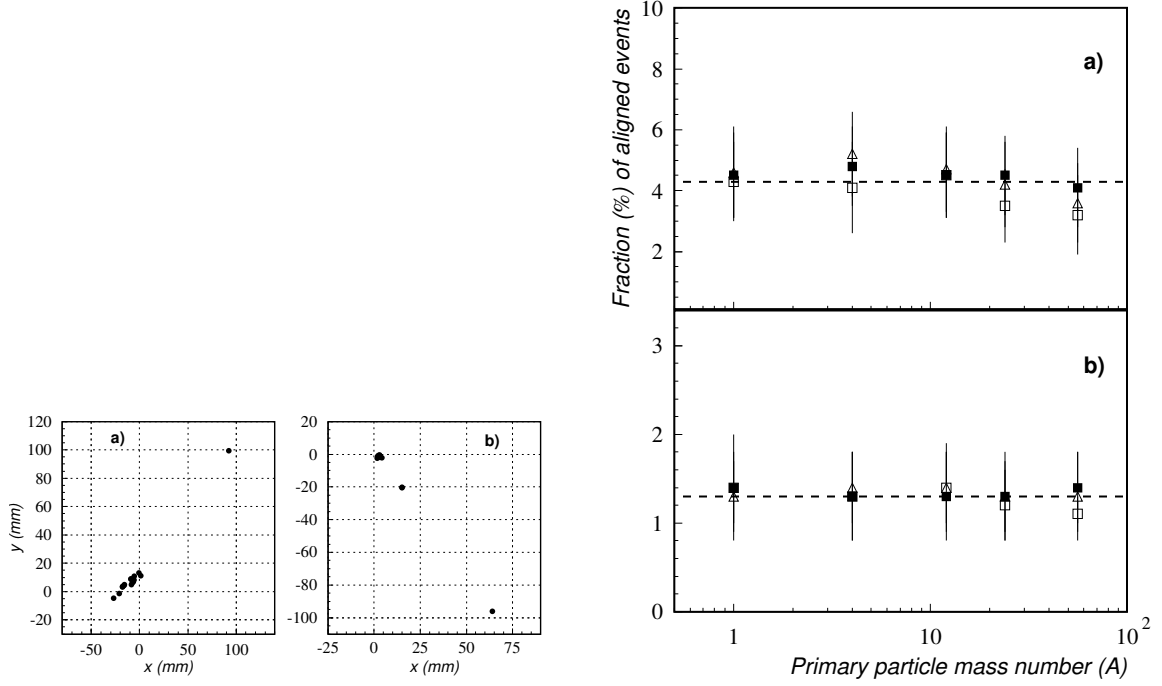 120
100
80
60
40
20
0
-20
-50 0 50 100
x (mm)
y (mm)
a)
20
0
-20
-40
-60
-80
-100
-25 0 25 50 75
x (mm)
b)
Fraction (%) of aligned events
10
8
6
4
2
a)
3
2
1
0
b)
1 10 10^2
Primary particle mass number (A)